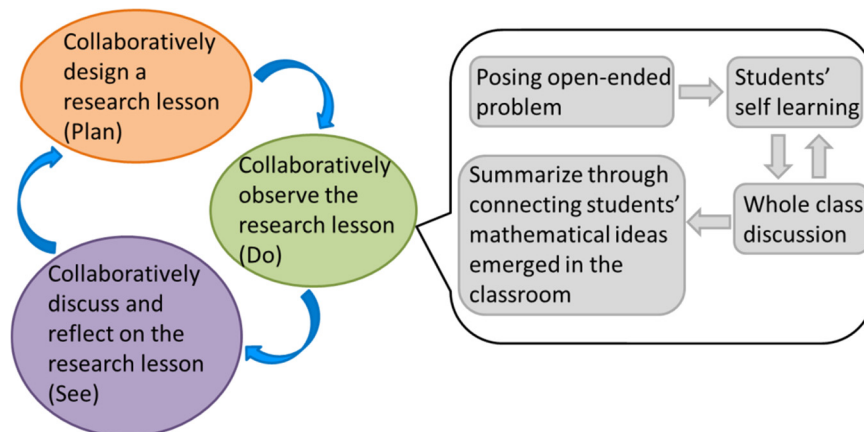 Collaboratively
design a
research lesson
(Plan)
Collaboratively
observe the
research lesson
(Do)
Collaboratively
discuss and
reflect on the
research lesson
(See)
Posing open-ended
problem
Students’
self learning
Whole class
discussion
Summarize through
connecting students’
mathematical ideas
emerged in the
classroom